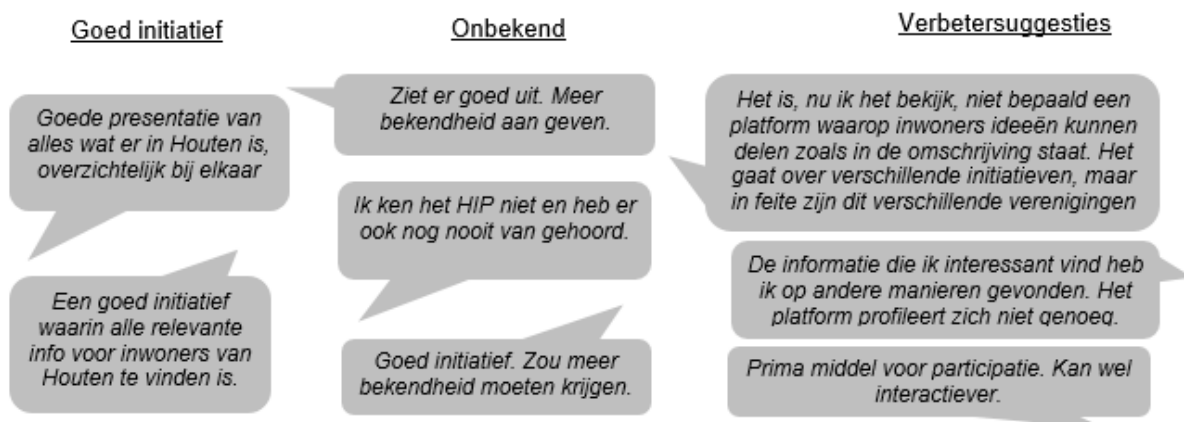 Goed initiatief
Goede presentatie van
alles wat er in Houten is,
overzichtelijk bij elkaar
Een goed initiatief
waarin alle relevante
info voor inwoners van
Houten te vinden is.
Onbekend
Ziet er goed uit. Meer
bekendheid aan geven.
Ik ken het HIP niet en heb er
ook nog nooit van gehoord.
Goed initiatief. Zou meer
bekendheid moeten krijgen.
Verbetersuggesties
Het is, nu ik het bekijk, niet bepaald een
platform waarop inwoners ideeën kunnen
delen zoals in de omschrijving staat. Het
gaat over verschillende initiatieven, maar
in feite zijn dit verschillende verenigingen
De informatie die ik interessant vind heb
ik op andere manieren gevonden. Het
platform profileert zich niet genoeg.
Prima middel voor participatie. Kan wel
interactiever.